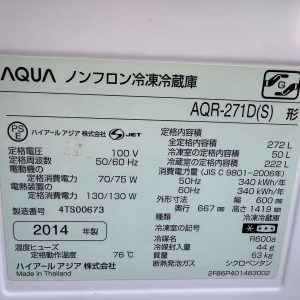 AQUA ノンフロン冷凍冷蔵庫
AQR-271D(S) 形
PS E ハイアール アジア 株式会社 JET
定格電圧 100 V
定格周波数 50/60 Hz
電動機の定格消費電力 70/75 W
電熱装置の定格消費電力 130/130 W
製造番号 4TS00673
2014 年製
温度ヒューズ
定格動作温度 76℃
ハイアール アジア 株式会社
Made in Thailand
定格内容積
全定格内容積 272 L
冷凍室の定格内容積 50 L
冷蔵室の定格内容積 222 L
消費電力量 (JIS C 9801-2006年)
50Hz 340 kWh/年
60Hz 340 kWh/年
外形寸法 幅 (mm) 600
奥行 (mm) 667
高さ (mm) 1419
冷凍室の記号
冷媒 R600a
冷媒封入量 44 g
製品質量 63 kg
断熱発泡ガス シクロペンタン
2FB6P401483002